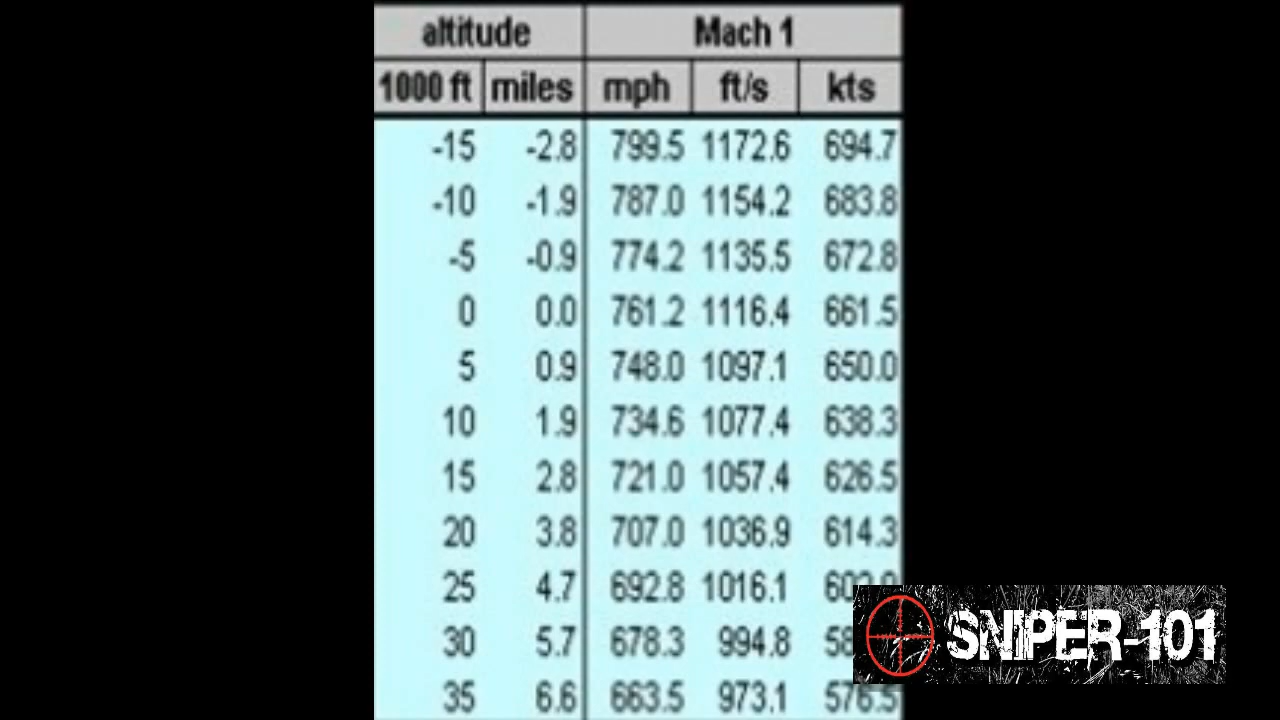 altitude Mach 1
1000 ft miles mph ft/s kts
-15 -2.8 799.5 1172.6 694.7
-10 -1.9 787.0 1154.2 683.8
-5 -0.9 774.2 1135.5 672.8
0 0.0 761.2 1116.4 661.5
5 0.9 748.0 1097.1 650.0
10 1.9 734.6 1077.4 638.3
15 2.8 721.0 1057.4 626.5
20 3.8 707.0 1036.9 614.3
25 4.7 692.8 1016.1
30 5.7 678.3 994.8
35 6.6 663.5 973.1 576.5
SNIPER-101